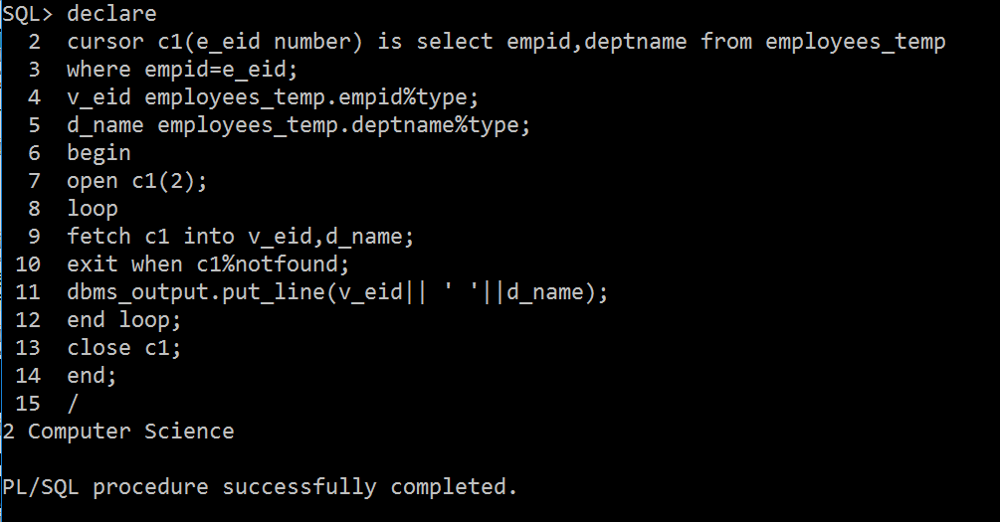 SQL> declare
2 cursor c1(e_eid number) is select empid,deptname from employees_temp
3 where empid=e_eid;
4 v_eid employees_temp.empid%type;
5 d_name employees_temp.deptname%type;
6 begin
7 open c1(2);
8 loop
9 fetch c1 into v_eid,d_name;
10 exit when c1%notfound;
11 dbms_output.put_line(v_eid|| ' '||d_name);
12 end loop;
13 close c1;
14 end;
15 /
2 Computer Science
PL/SQL procedure successfully completed.